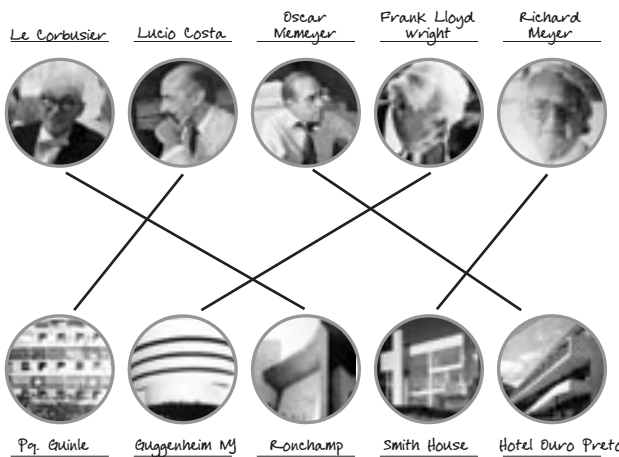 Le Corbusier
Lucio Costa
Oscar
Niemeyer
Frank Lloyd
Wright
Richard
Meyer
Pq. Guinle
Guggenheim NY
Ronchamp
Smith House
Hotel Ouro Preto